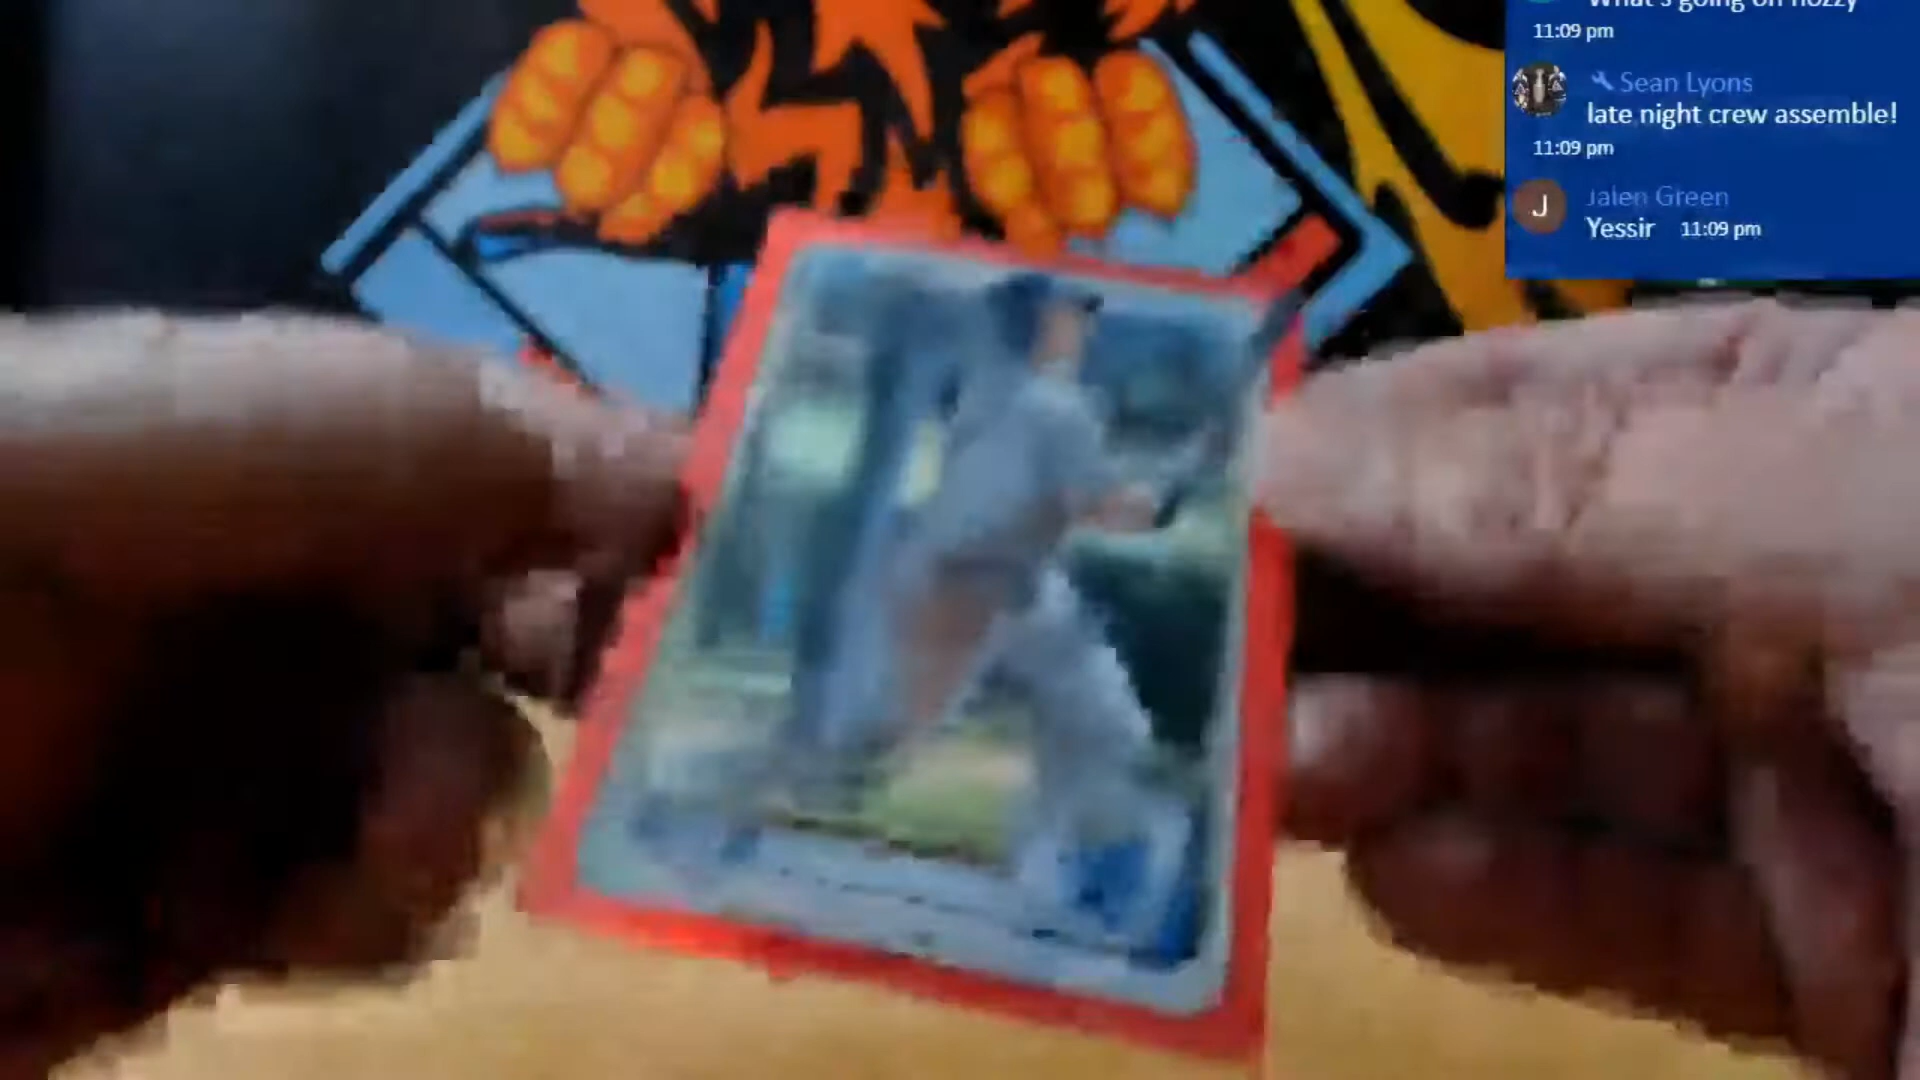 11:09 pm
Sean Lyons
late night crew assemble!
11:09 pm
J
Jalen Green
Yessir 11:09 pm